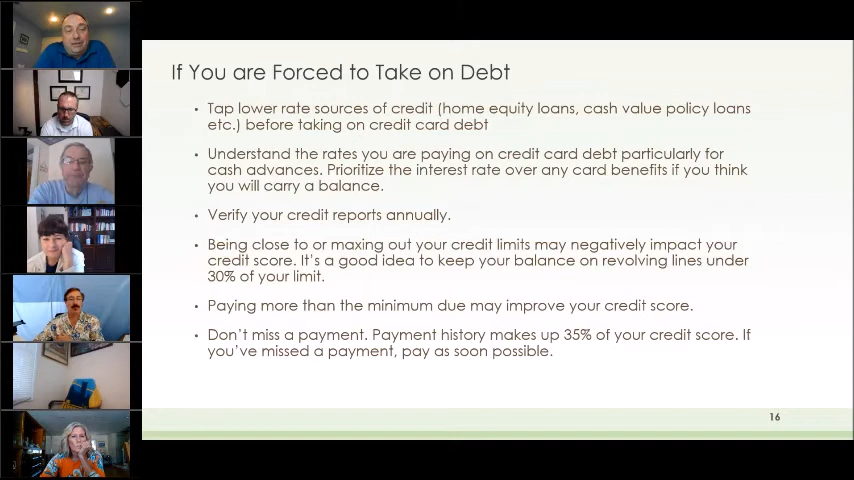 If You are Forced to Take on Debt
• Tap lower rate sources of credit (home equity loans, cash value policy loans
etc.) before taking on credit card debt
• Understand the rates you are paying on credit card debt particularly for
cash advances. Prioritize the interest rate over any card benefits if you think
you will carry a balance.
• Verify your credit reports annually.
• Being close to or maxing out your credit limits may negatively impact your
credit score. It's a good idea to keep your balance on revolving lines under
30% of your limit.
• Paying more than the minimum due may improve your credit score.
• Don't miss a payment. Payment history makes up 35% of your credit score. If
you've missed a payment, pay as soon possible.
16